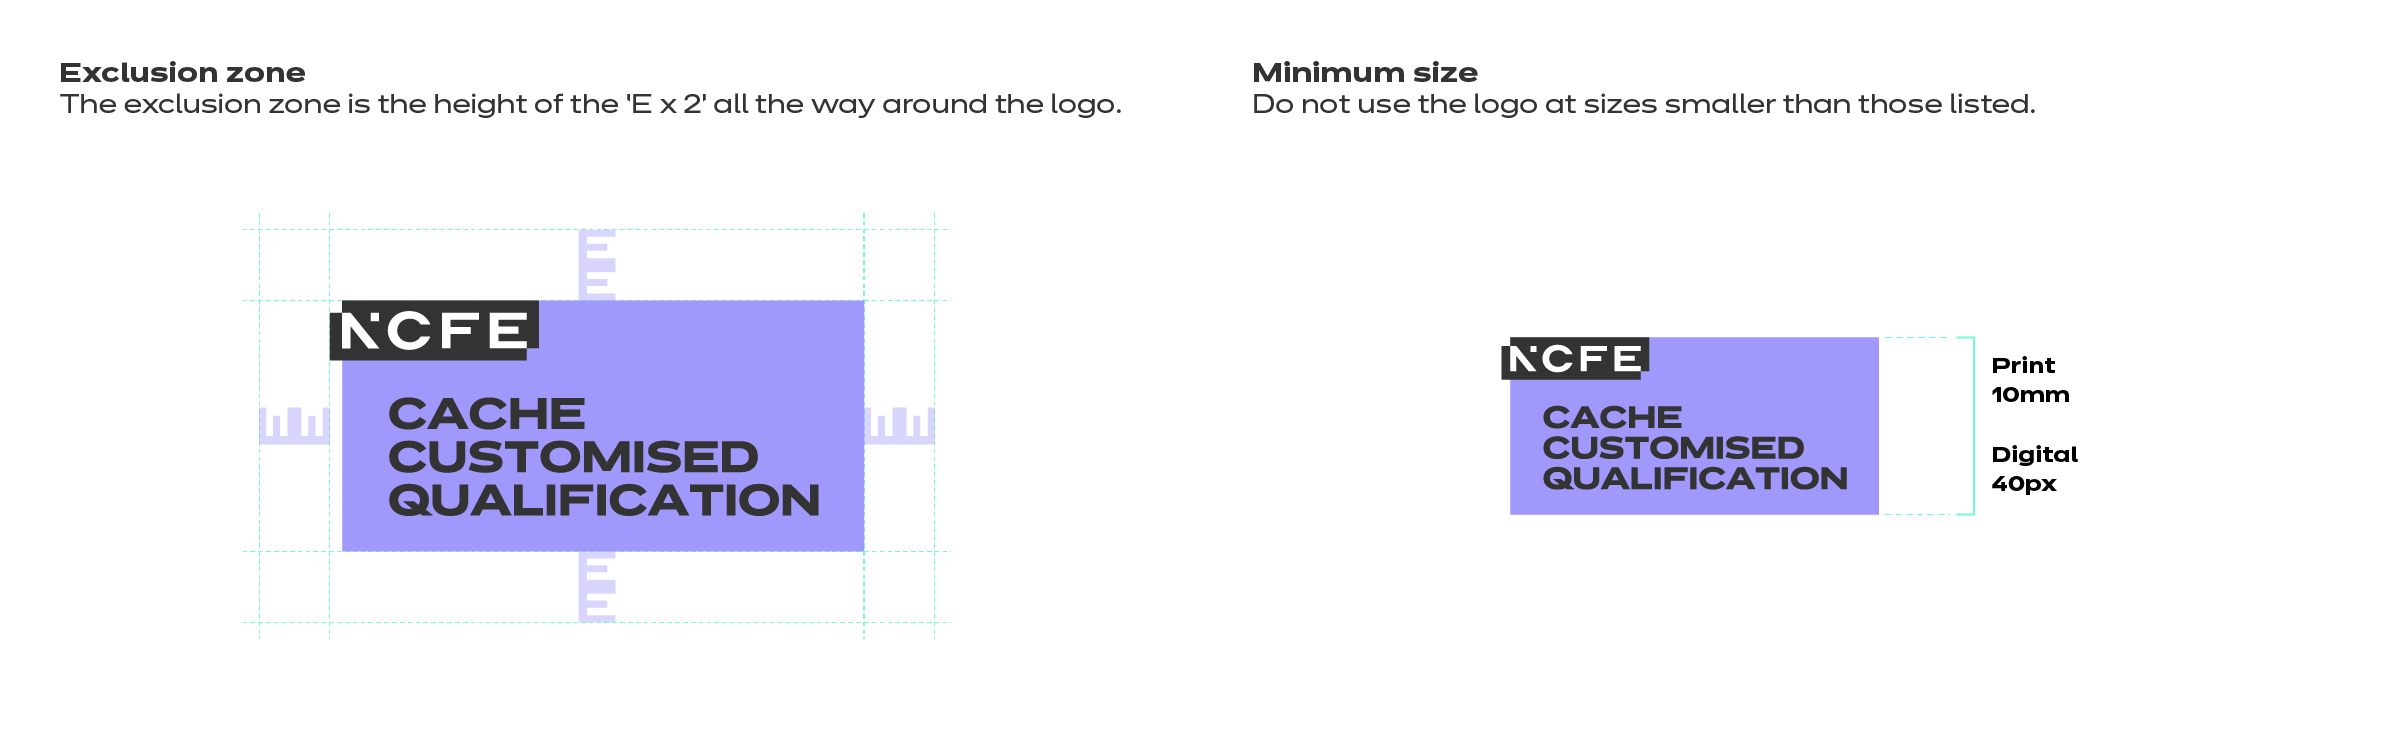 Exclusion zone
The exclusion zone is the height of the 'E x 2' all the way around the logo.
NCFE
CACHE
CUSTOMISED
QUALIFICATION
Minimum size
Do not use the logo at sizes smaller than those listed.
NCFE
CACHE
CUSTOMISED
QUALIFICATION
Print
10mm
Digital
40px